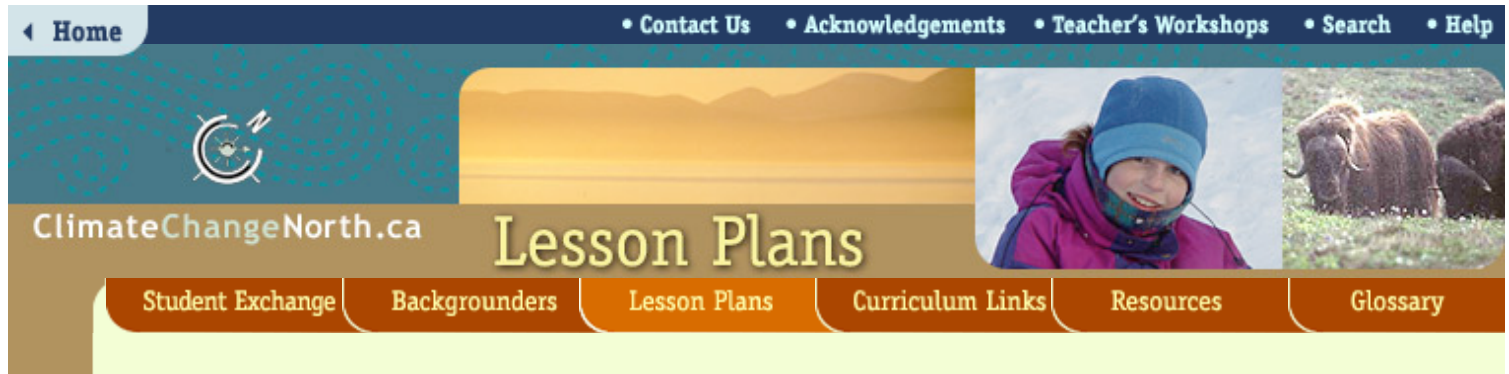 Home • Contact Us • Acknowledgements • Teacher's Workshops • Search • Help
N
ClimateChangeNorth.ca
Lesson Plans
Student Exchange Backgrounders Lesson Plans Curriculum Links Resources Glossary